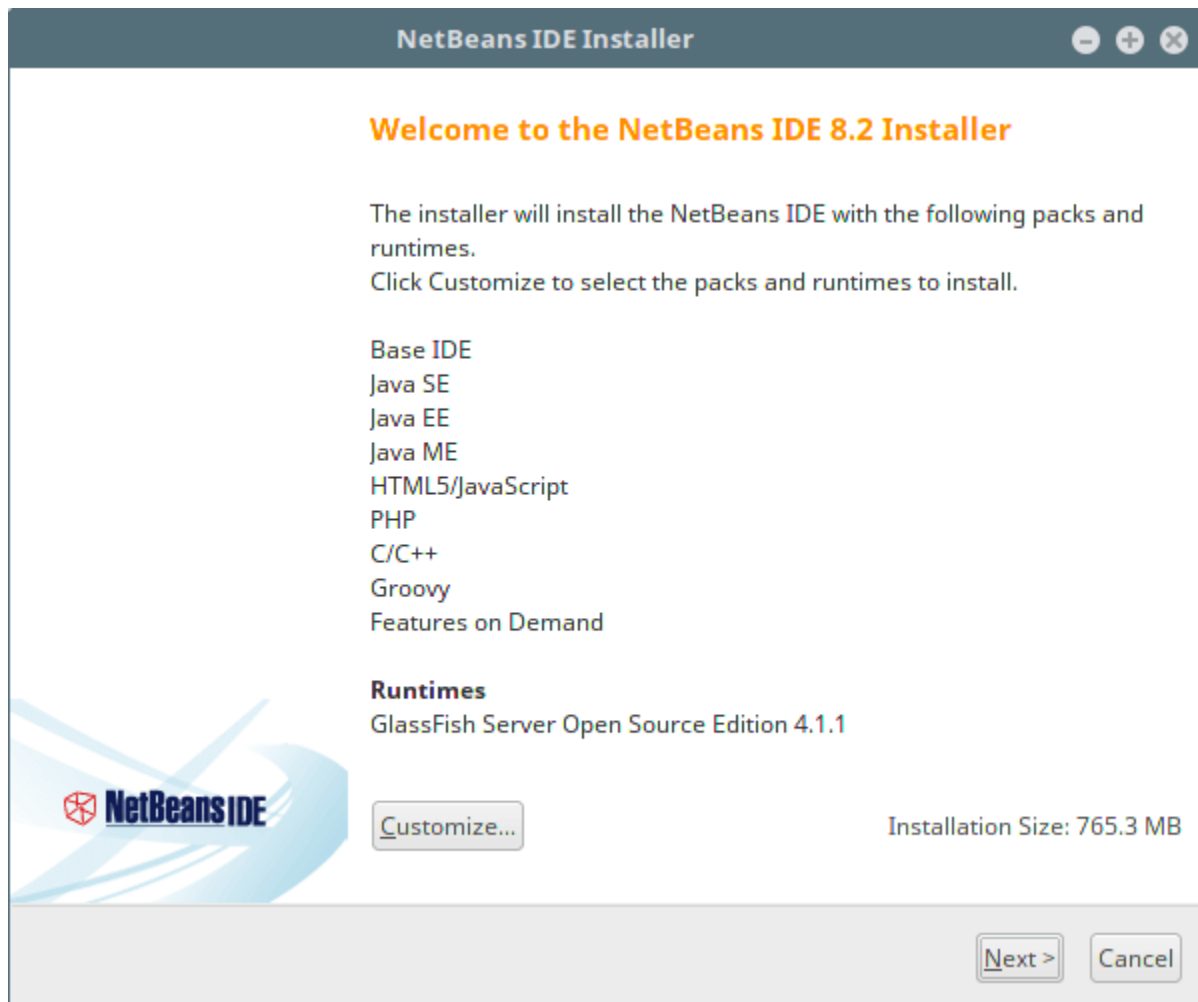 NetBeans IDE Installer
Welcome to the NetBeans IDE 8.2 Installer
The installer will install the NetBeans IDE with the following packs and
runtimes.
Click Customize to select the packs and runtimes to install.
Base IDE
Java SE
Java EE
Java ME
HTML5/JavaScript
PHP
C/C++
Groovy
Features on Demand
Runtimes
GlassFish Server Open Source Edition 4.1.1
NetBeans IDE
Customize...
Installation Size: 765.3 MB
Next >
Cancel